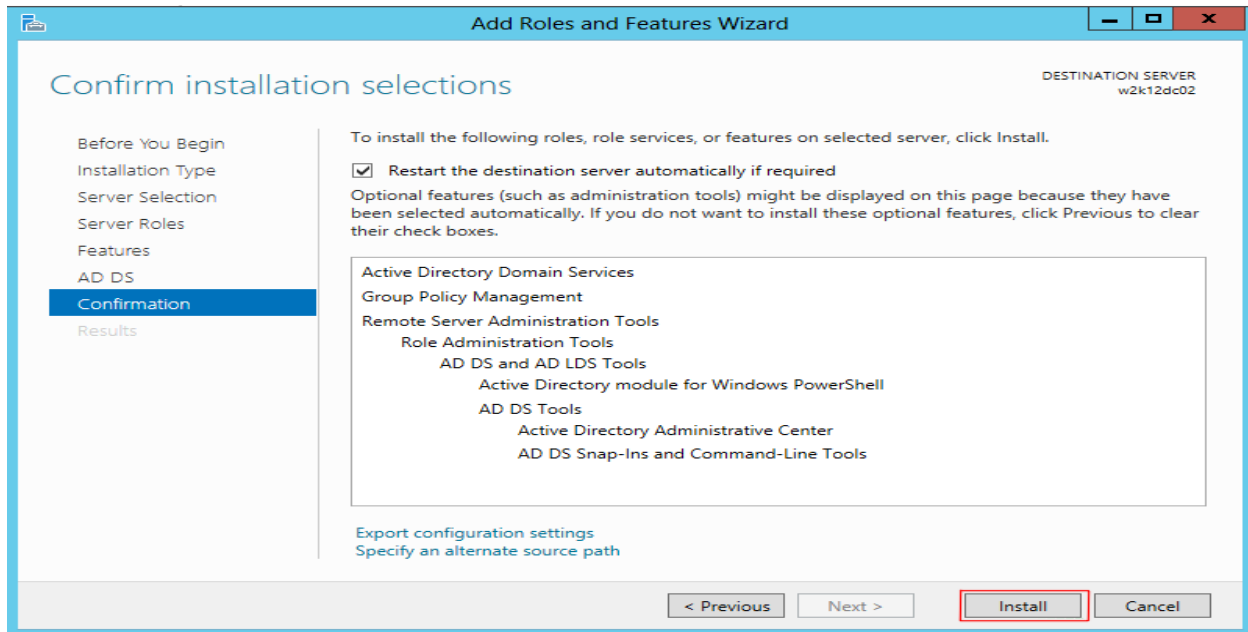 Add Roles and Features Wizard
Confirm installation selections
DESTINATION SERVER
w2k12dc02
Before You Begin
Installation Type
Server Selection
Server Roles
Features
AD DS
Confirmation
Results
To install the following roles, role services, or features on selected server, click Install.
Restart the destination server automatically if required
Optional features (such as administration tools) might be displayed on this page because they have
been selected automatically. If you do not want to install these optional features, click Previous to clear
their check boxes.
Active Directory Domain Services
Group Policy Management
Remote Server Administration Tools
Role Administration Tools
AD DS and AD LDS Tools
Active Directory module for Windows PowerShell
AD DS Tools
Active Directory Administrative Center
AD DS Snap-Ins and Command-Line Tools
Export configuration settings
Specify an alternate source path
< Previous
Next >
Install
Cancel